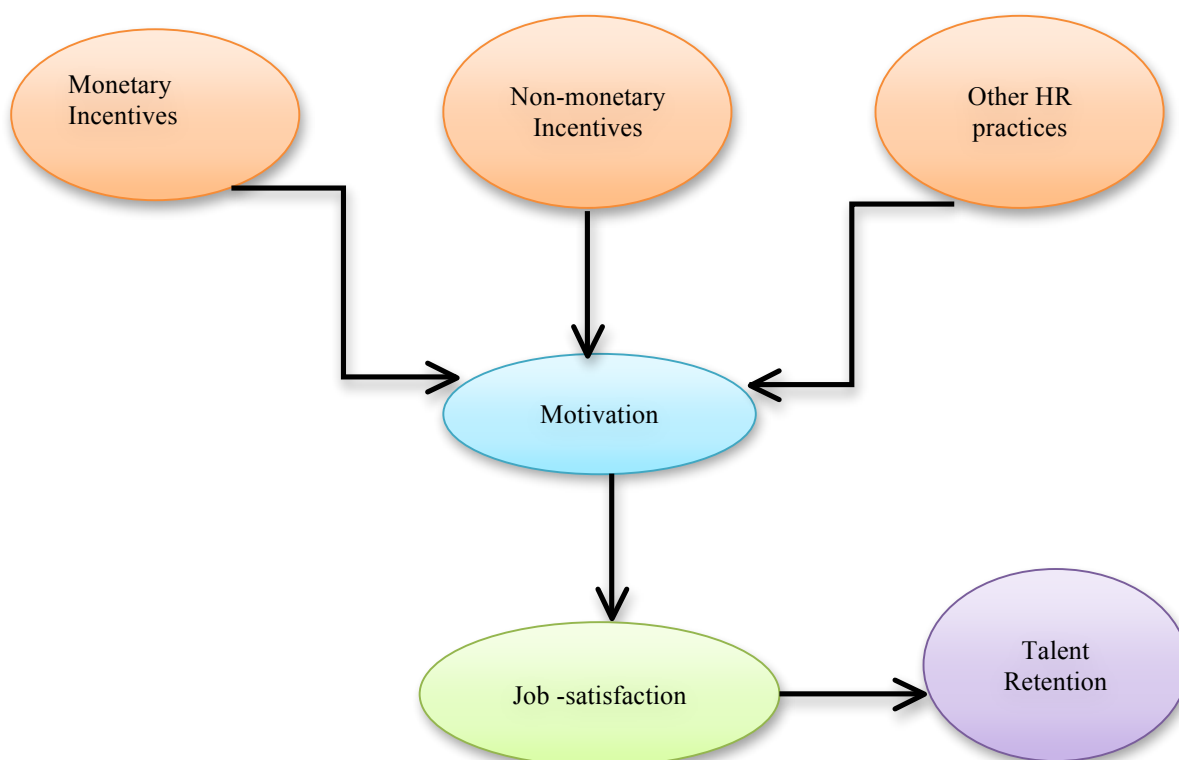 Monetary
Incentives
Non-monetary
Incentives
Other HR
practices
Motivation
Job -satisfaction
Talent
Retention